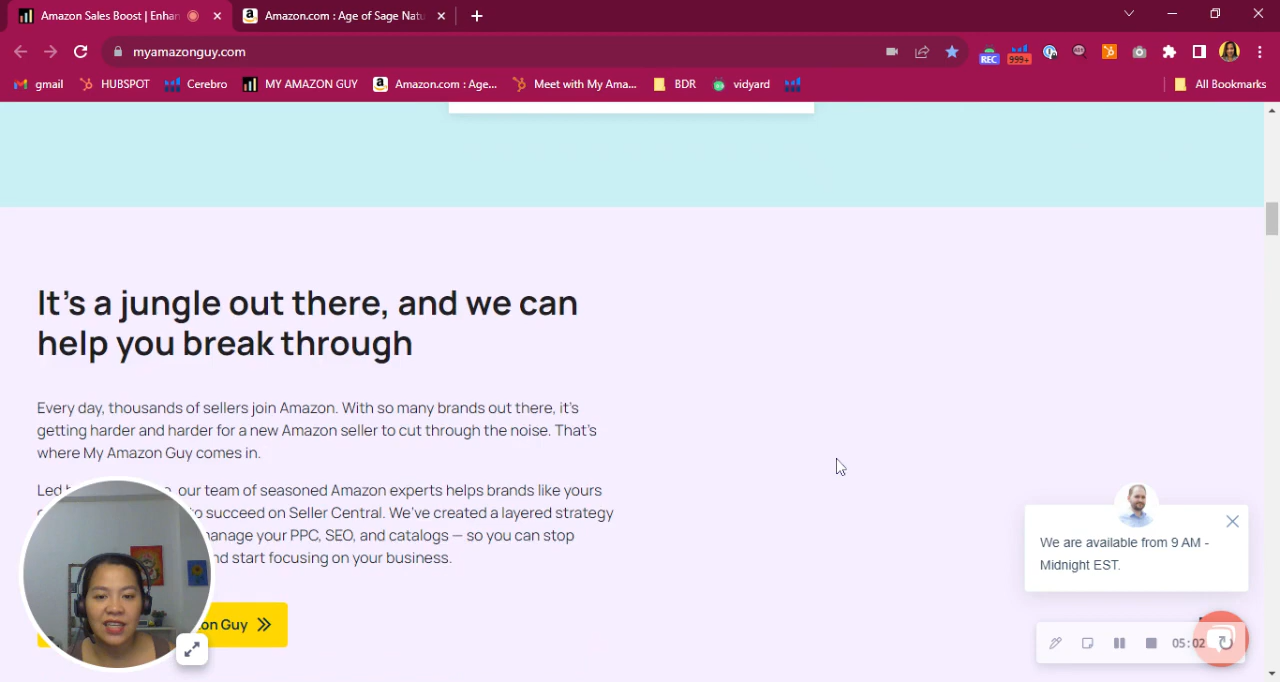 Amazon Sales Boost | Enhan
Amazon.com : Age of Sage Natu
myamazonguy.com
REC
999+
gmail
HUBSPOT
Cerebro
MY AMAZON GUY
Amazon.com : Age...
Meet with My Ama...
BDR
vidyard
All Bookmarks
It's a jungle out there, and we can
help you break through
Every day, thousands of sellers join Amazon. With so many brands out there, it's
getting harder and harder for a new Amazon seller to cut through the noise. That's
where My Amazon Guy comes in.
Led our team of seasoned Amazon experts helps brands like yours
to succeed on Seller Central. We've created a layered strategy
manage your PPC, SEO, and catalogs — so you can stop
and start focusing on your business.
on Guy
We are available from 9 AM -
Midnight EST.
05:02